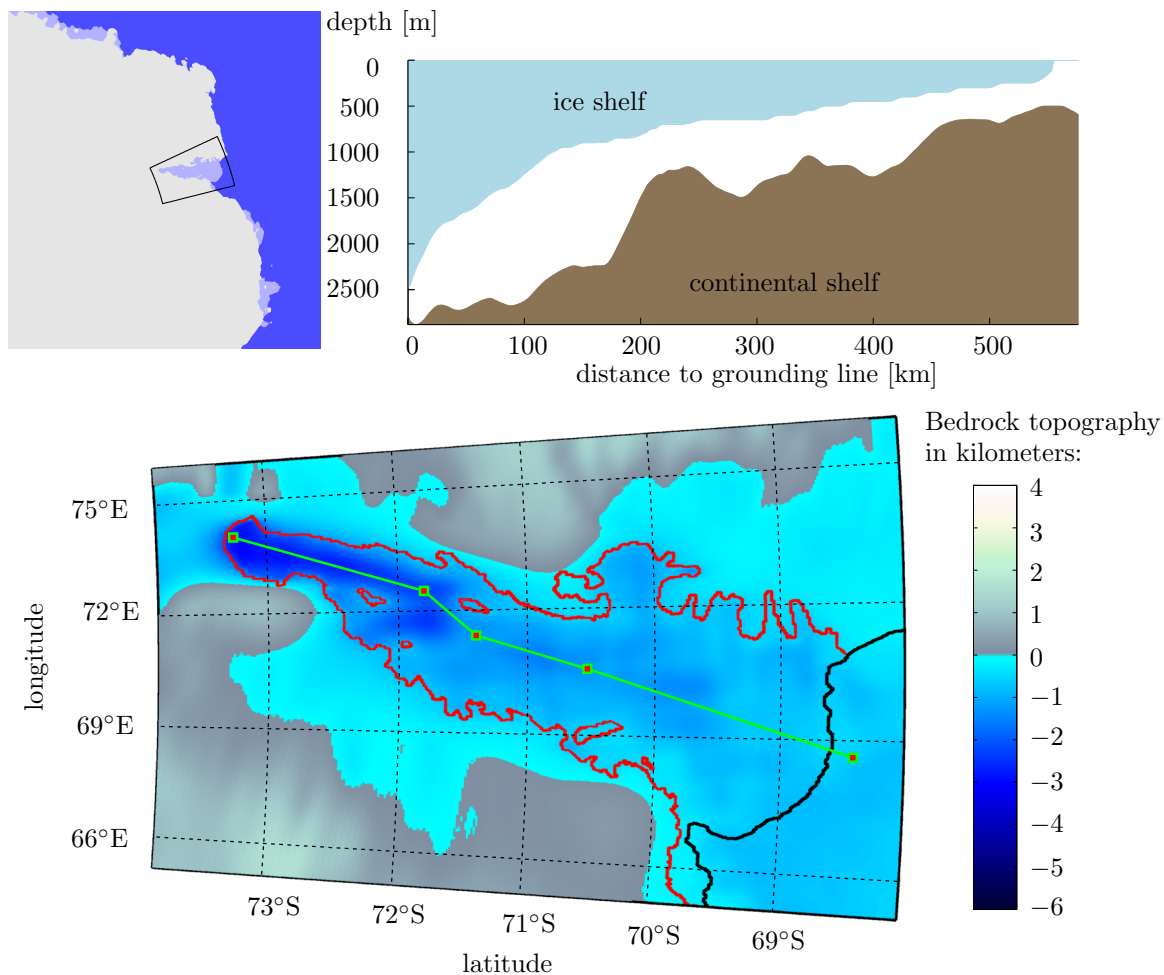 depth [m]
0
500
1000
1500
2000
2500
ice shelf
continental shelf
0 100 200 300 400 500
distance to grounding line [km]
Bedrock topography
in kilometers:
75°E
72°E
69°E
66°E
longitude
73°S 72°S 71°S 70°S 69°S
latitude
4
3
2
1
0
−1
−2
−3
−4
−5
−6